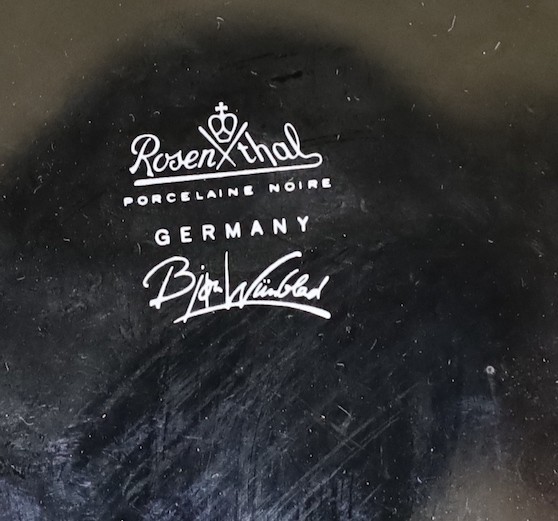 Rosenthal
PORCELAINE NOIRE
GERMANY
Bjørn Wiinblad